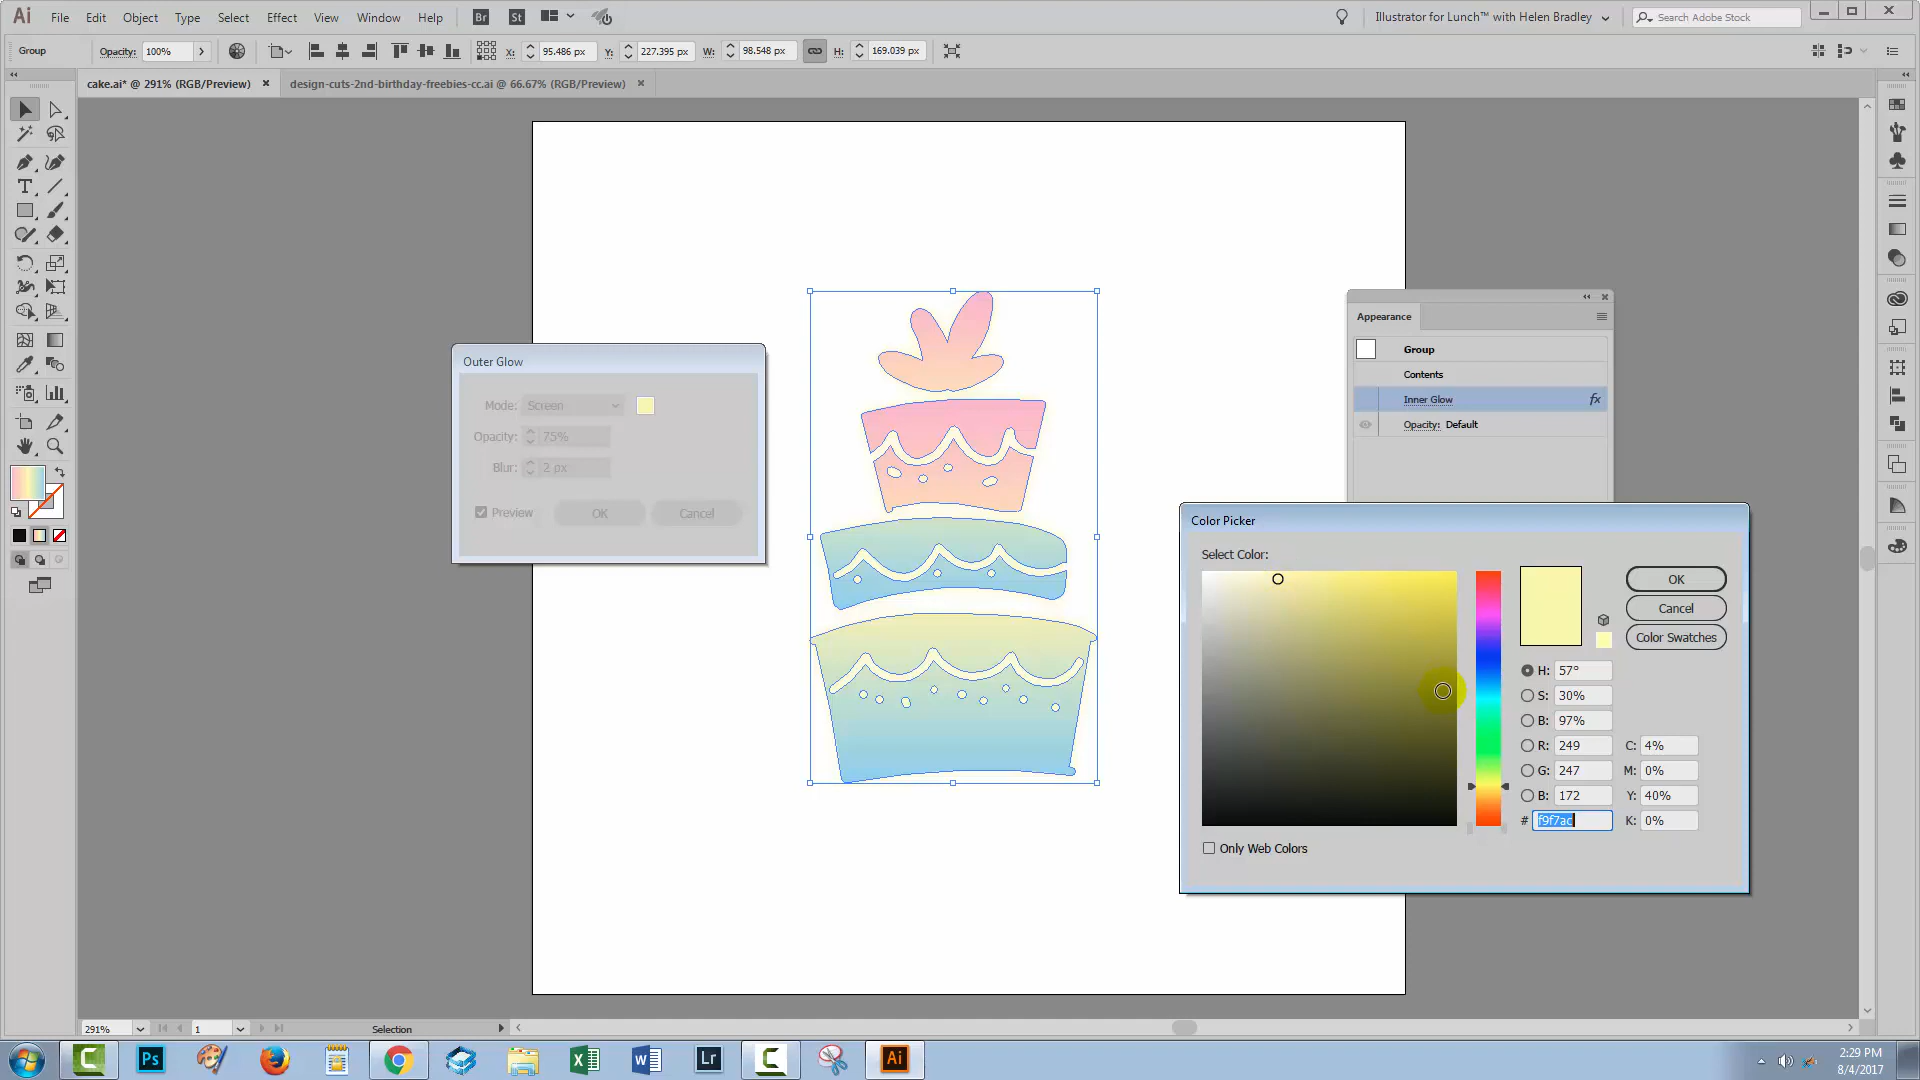 Ai File Edit Object Type Select Effect View Window Help Br St Illustrator for Lunch™ with Helen Bradley Search Adobe Stock
Group Opacity: 100% X: 95.486 px Y: 227.395 px W: 98.548 px H: 169.039 px
cake.ai* @ 291% (RGB/Preview) design-cuts-2nd-birthday-freebies-cc.ai @ 66.67% (RGB/Preview)
Appearance
Group
Contents
Inner Glow fx
Opacity: Default
Outer Glow
Mode: Screen
Opacity: 75%
Blur: 2 px
Preview OK Cancel
Color Picker
Select Color:
OK
Cancel
Color Swatches
H: 57°
S: 30%
B: 97%
R: 249 C: 4%
G: 247 M: 0%
B: 172 Y: 40%
# f9f7ac K: 0%
Only Web Colors
291% 1 Selection
Ps Lr Ai
2:29 PM
8/4/2017